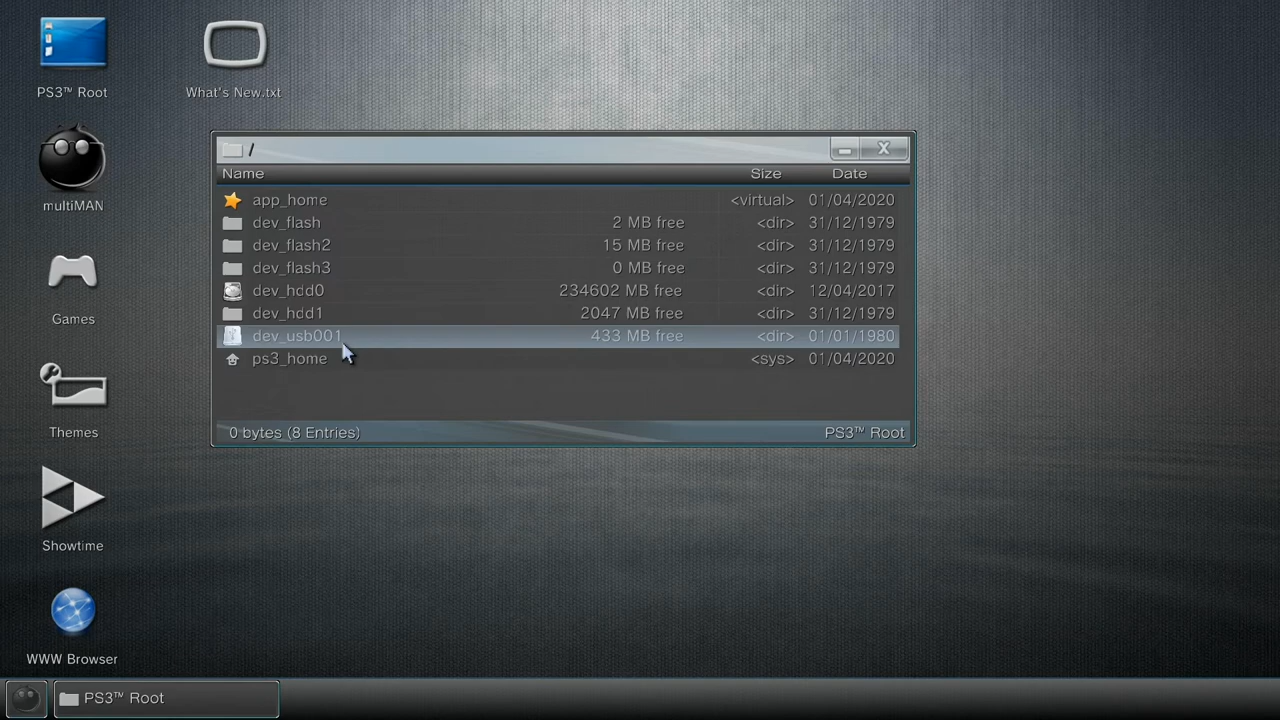 PS3™ Root
What's New.txt
multiMAN
Games
Themes
Showtime
WWW Browser
/
Name Size Date
app_home <virtual> 01/04/2020
dev_flash 2 MB free <dir> 31/12/1979
dev_flash2 15 MB free <dir> 31/12/1979
dev_flash3 0 MB free <dir> 31/12/1979
dev_hdd0 234602 MB free <dir> 12/04/2017
dev_hdd1 2047 MB free <dir> 31/12/1979
dev_usb001 433 MB free <dir> 01/01/1980
ps3_home <sys> 01/04/2020
0 bytes (8 Entries) PS3™ Root
PS3™ Root